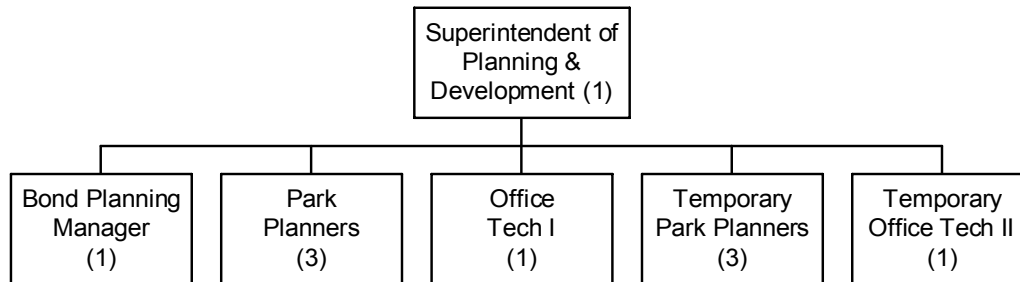 Superintendent of
Planning &
Development (1)
Bond Planning
Manager
(1)
Park
Planners
(3)
Office
Tech I
(1)
Temporary
Park Planners
(3)
Temporary
Office Tech II
(1)